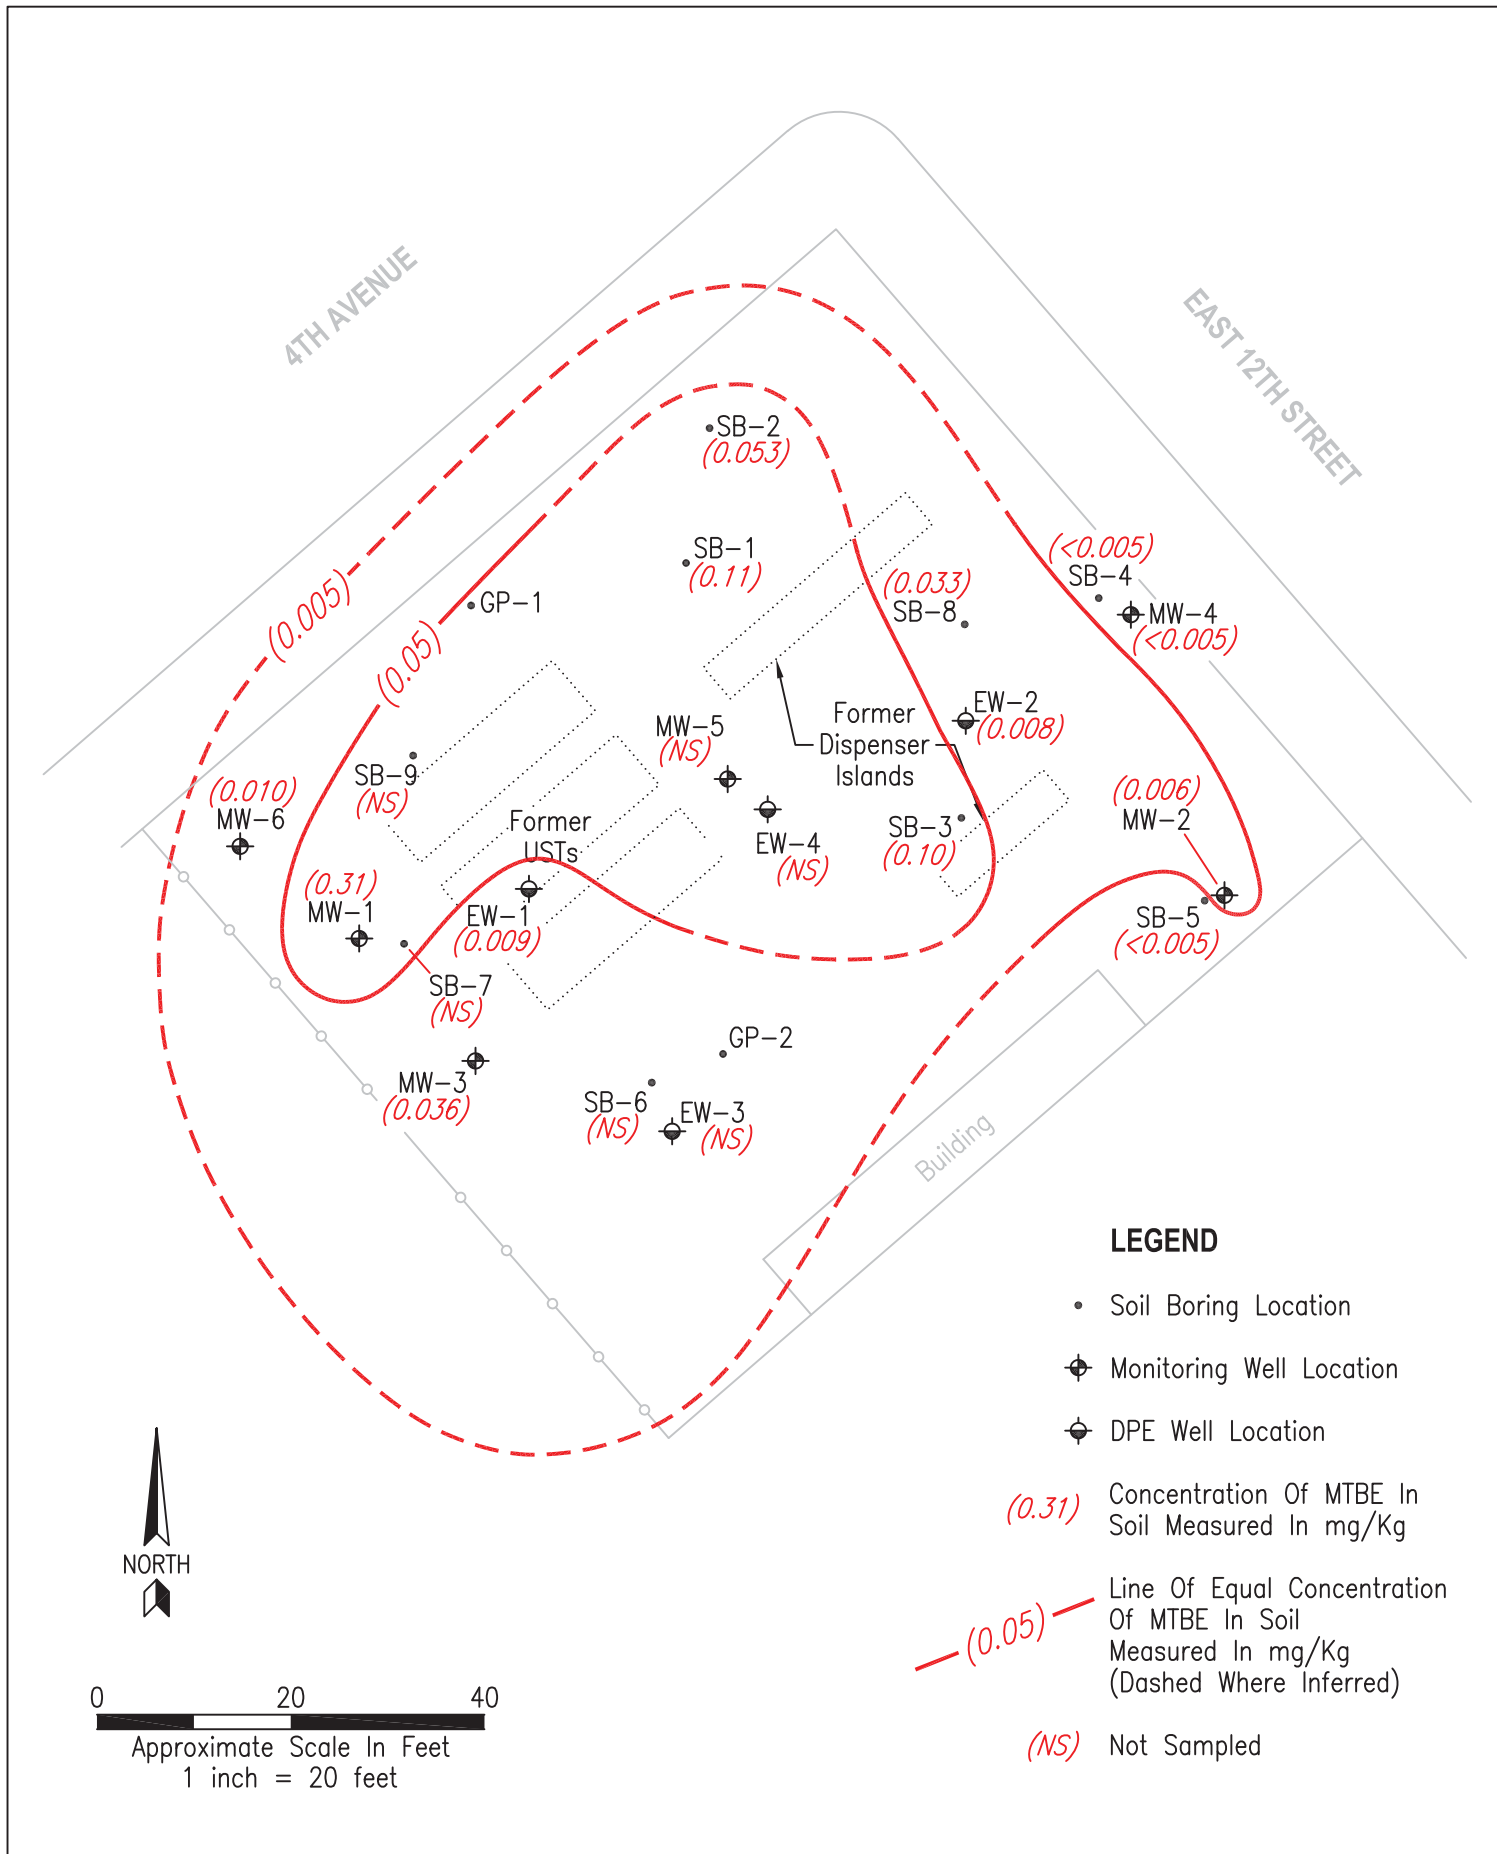 4TH AVENUE
EAST 12TH STREET
SB-2
(0.053)
SB-1
(0.11)
(<0.005)
SB-4
(0.033)
SB-8
MW-4
(<0.005)
(0.005)
GP-1
(0.05)
EW-2
(0.008)
Former
Dispenser
Islands
MW-5
(NS)
SB-9
(NS)
(0.010)
MW-6
(0.006)
MW-2
Former
USTs
EW-4
(NS)
SB-3
(0.10)
(0.31)
MW-1
EW-1
(0.009)
SB-5
(<0.005)
SB-7
(NS)
GP-2
MW-3
(0.036)
SB-6
(NS)
EW-3
(NS)
Building
LEGEND
Soil Boring Location
Monitoring Well Location
DPE Well Location
(0.31)
Concentration Of MTBE In
Soil Measured In mg/Kg
(0.05)
Line Of Equal Concentration
Of MTBE In Soil
Measured In mg/Kg
(Dashed Where Inferred)
(NS) Not Sampled
NORTH
0 20 40
Approximate Scale In Feet
1 inch = 20 feet